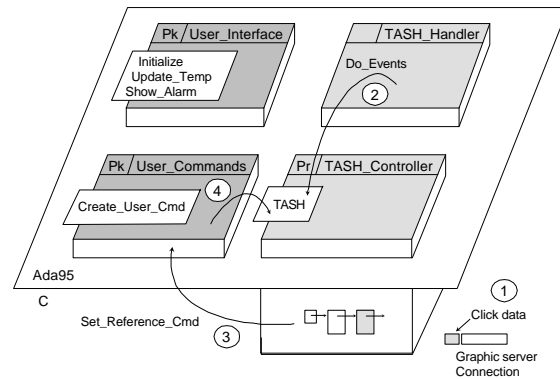 Pk User_Interface
TASH_Handler
Initialize
Update_Temp
Show_Alarm
Do_Events
2
Pk User_Commands
Pr TASH_Controller
4
Create_User_Cmd
TASH
Ada95
C
1
Set_Reference_Cmd
3
Click data
Graphic server
Connection